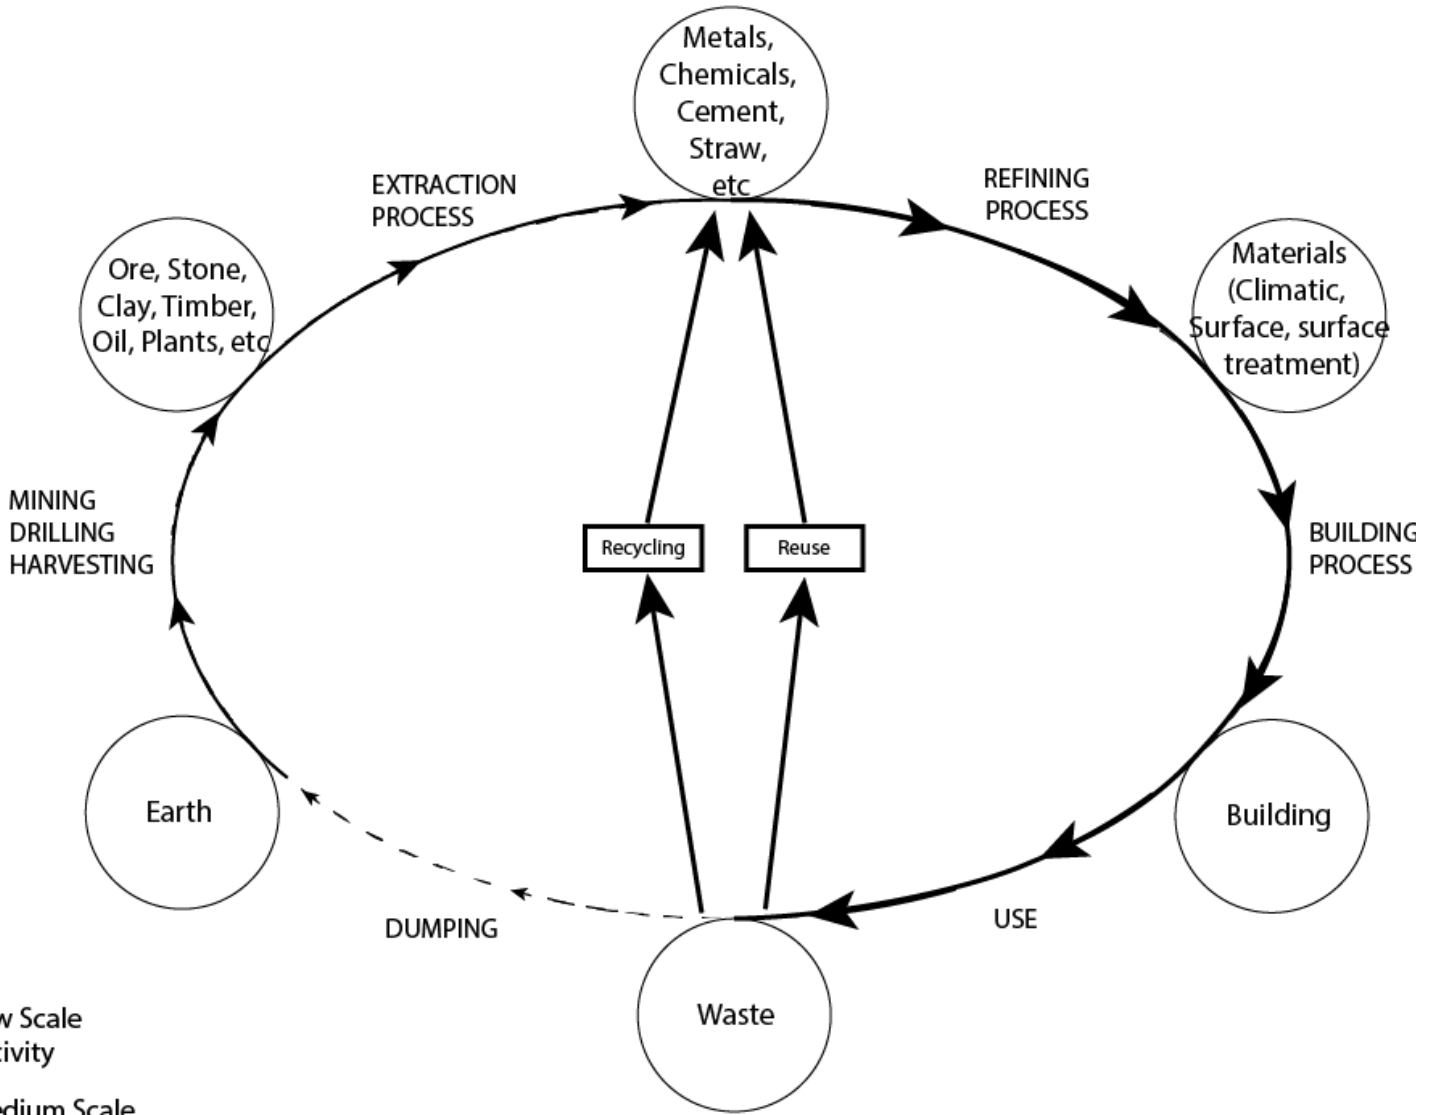 Metals,
Chemicals,
Cement,
Straw,
etc
EXTRACTION
PROCESS
REFINING
PROCESS
Ore, Stone,
Clay, Timber,
Oil, Plants, etc
Materials
(Climatic,
Surface, surface
treatment)
MINING
DRILLING
HARVESTING
Recycling
Reuse
BUILDING
PROCESS
Earth
Building
DUMPING
USE
Waste
Scale